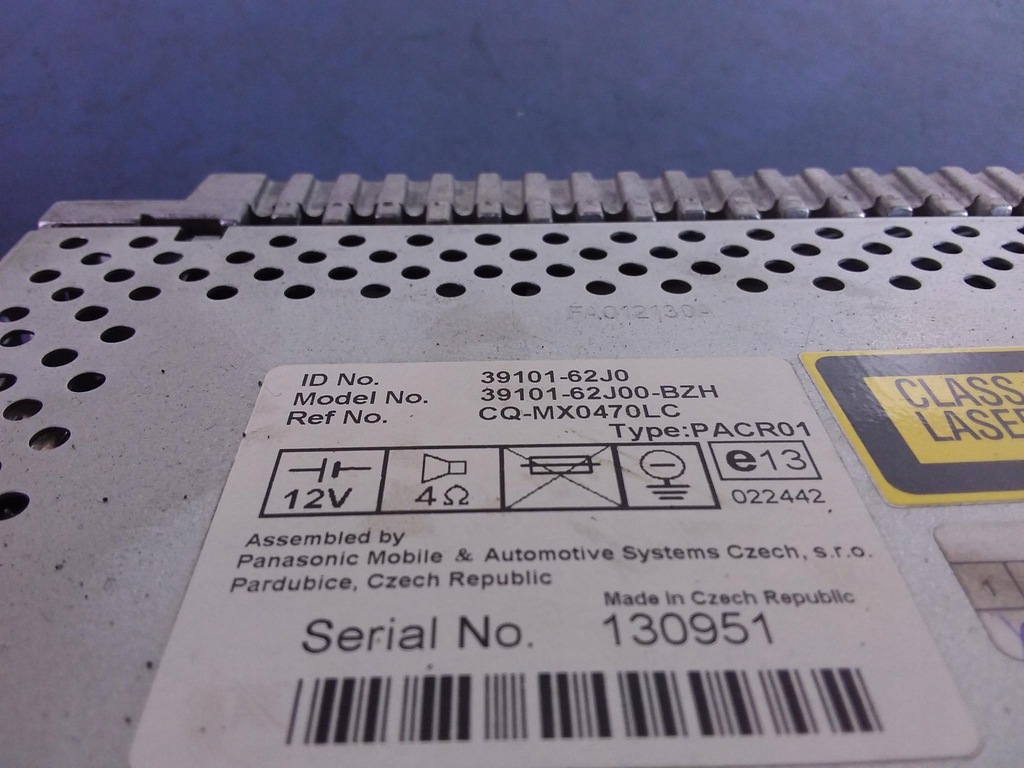 FA012130A
ID No. 39101-62J0
Model No. 39101-62J00-BZH
Ref No. CQ-MX0470LC
Type:PACR01
12V 4Ω e13
022442
Assembled by
Panasonic Mobile & Automotive Systems Czech, s.r.o.
Pardubice, Czech Republic
Made in Czech Republic
Serial No. 130951
CLASS
LASER
1